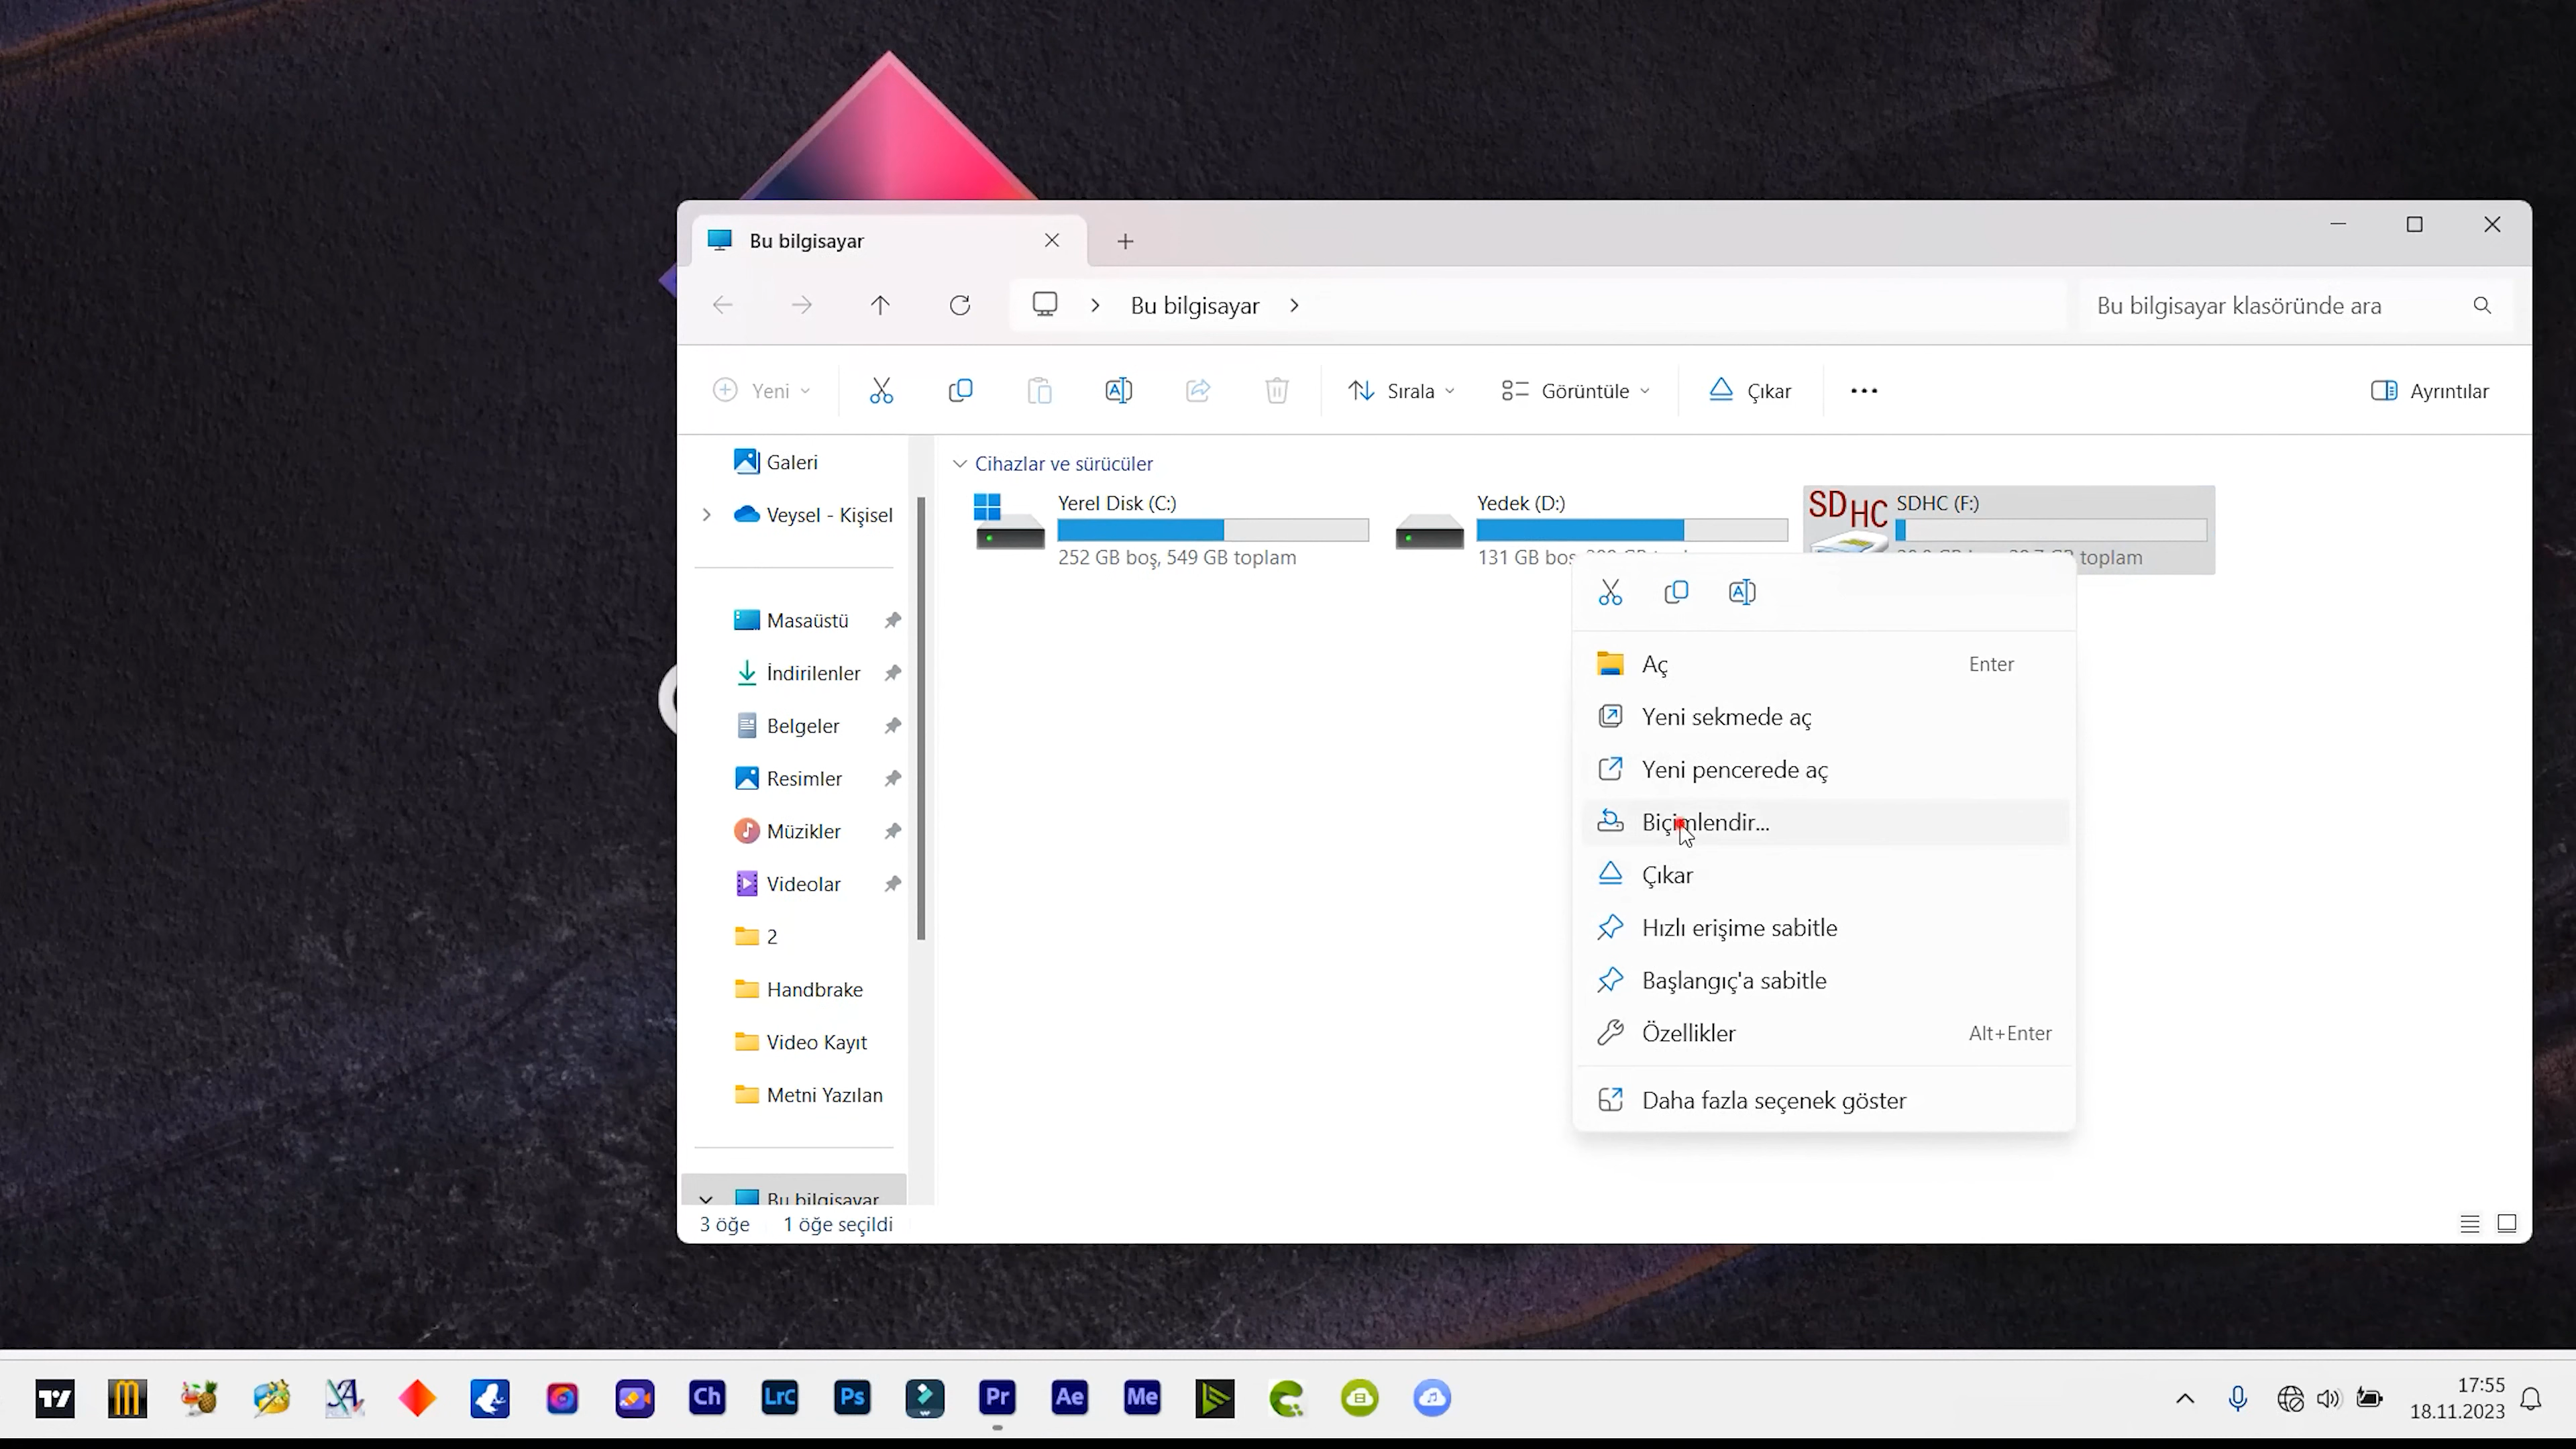 Bu bilgisayar
Bu bilgisayar
Bu bilgisayar klasöründe ara
Yeni
Sırala
Görüntüle
Çıkar
Ayrıntılar
Galeri
Veysel - Kişisel
Masaüstü
İndirilenler
Belgeler
Resimler
Müzikler
Videolar
2
Handbrake
Video Kayıt
Metni Yazılan
Bu bilgisayar
Cihazlar ve sürücüler
Yerel Disk (C:)
252 GB boş, 549 GB toplam
Yedek (D:)
131 GB boş
SDHC
SDHC (F:)
toplam
Aç Enter
Yeni sekmede aç
Yeni pencerede aç
Biçimlendir...
Çıkar
Hızlı erişime sabitle
Başlangıç'a sabitle
Özellikler Alt+Enter
Daha fazla seçenek göster
3 öğe 1 öğe seçildi
Ch
LrC
Ps
Pr
Ae
Me
17:55
18.11.2023